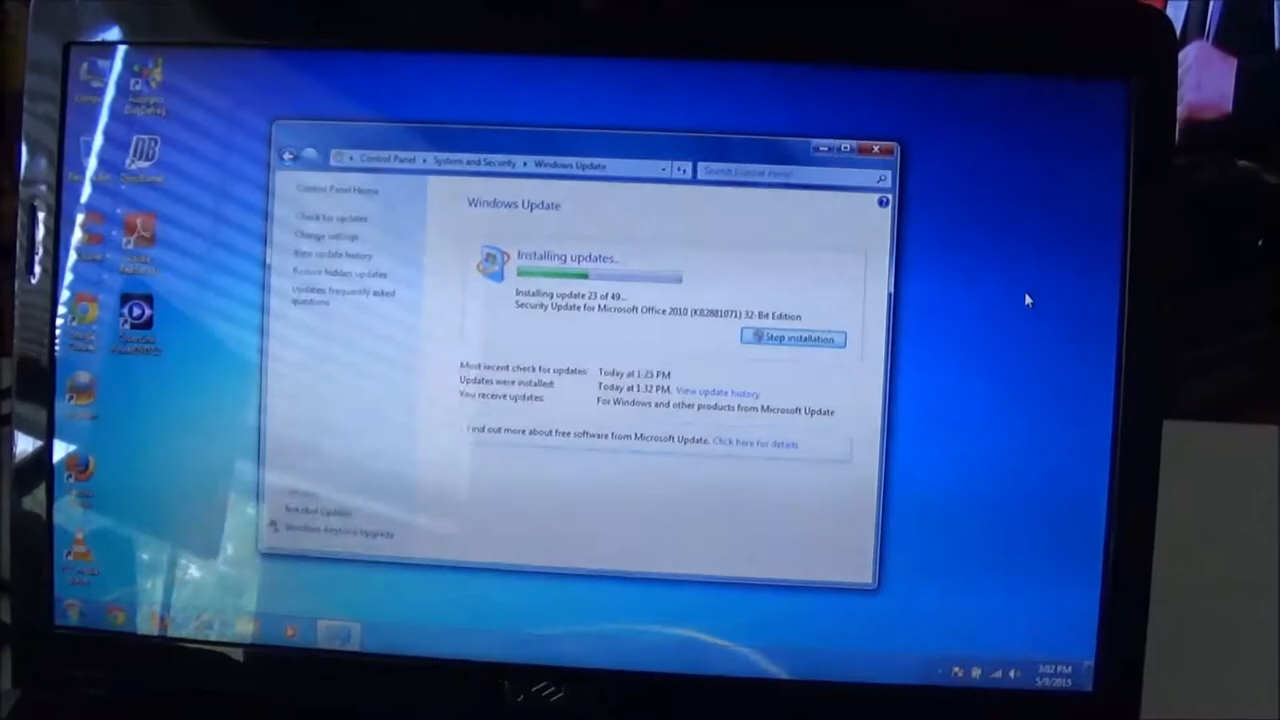 Control Panel ▸ System and Security ▸ Windows Update
Search Control Panel
Control Panel Home
Check for updates
Change settings
View update history
Restore hidden updates
Updates: frequently asked
questions
Installed Updates
Windows Anytime Upgrade
Windows Update
Installing updates...
Installing update 23 of 49...
Security Update for Microsoft Office 2010 (KB2881071) 32-Bit Edition
Stop installation
Most recent check for updates: Today at 1:25 PM
Updates were installed: Today at 1:32 PM. View update history
You receive updates: For Windows and other products from Microsoft Update
Find out more about free software from Microsoft Update. Click here for details
3:02 PM
5/9/2015